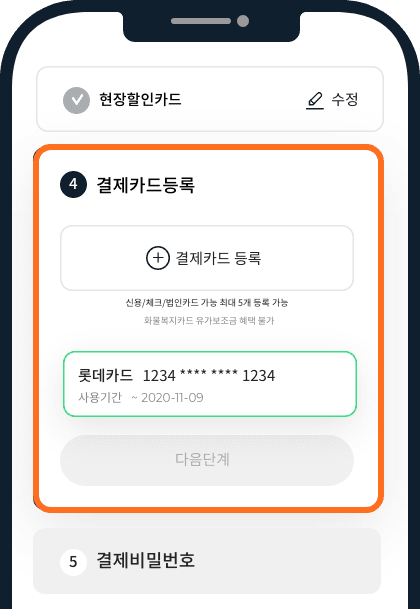 현장할인카드 수정
4 결제카드등록
결제카드 등록
신용/체크/법인카드 가능 최대 5개 등록 가능
화물복지카드 유가보조금 혜택 불가
롯데카드 1234 **** **** 1234
사용기간 ~ 2020-11-09
다음단계
5 결제비밀번호